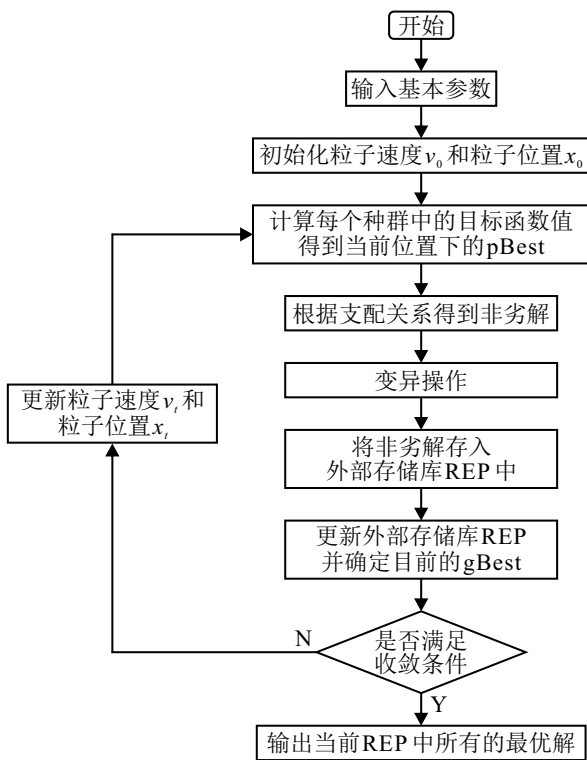 开始
输入基本参数
初始化粒子速度v₀和粒子位置x₀
计算每个种群中的目标函数值
得到当前位置下的pBest
根据支配关系得到非劣解
变异操作
更新粒子速度vₜ和
粒子位置xₜ
将非劣解存入
外部存储库REP中
更新外部存储库REP
并确定目前的gBest
N
是否满足
收敛条件
Y
输出当前REP中所有的最优解